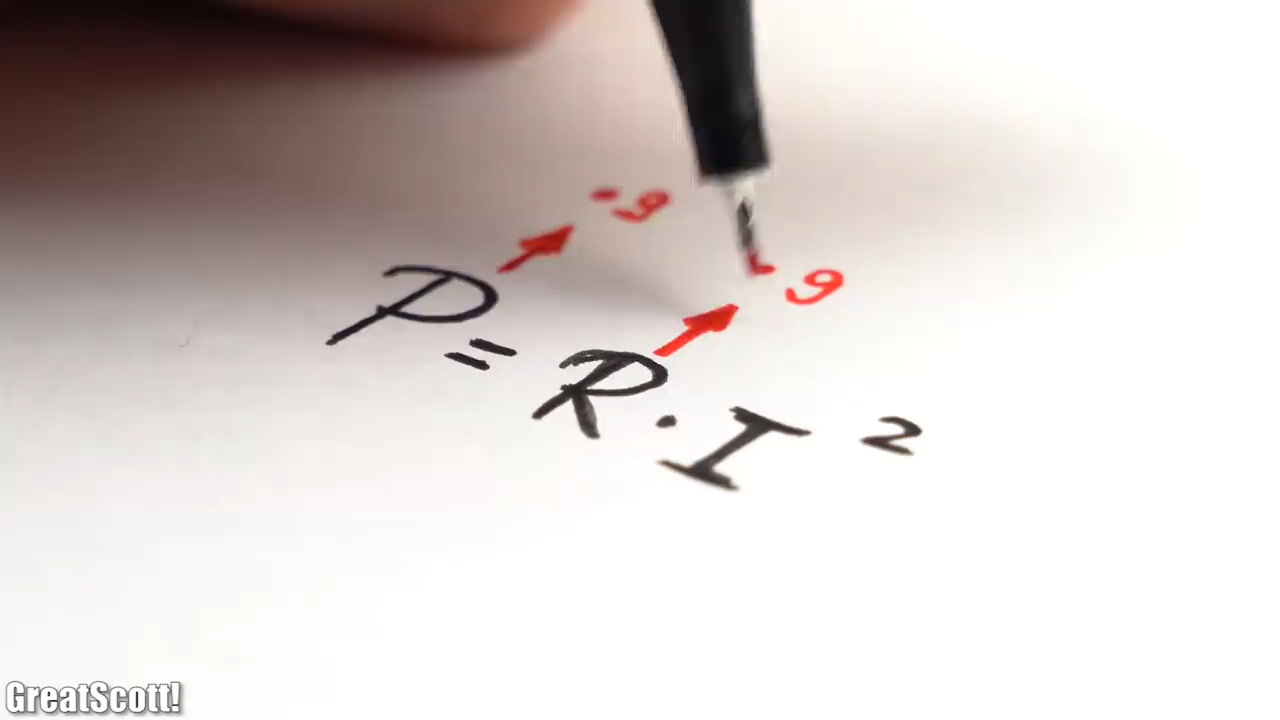 ·9
·9
P = R · I²
GreatScott!